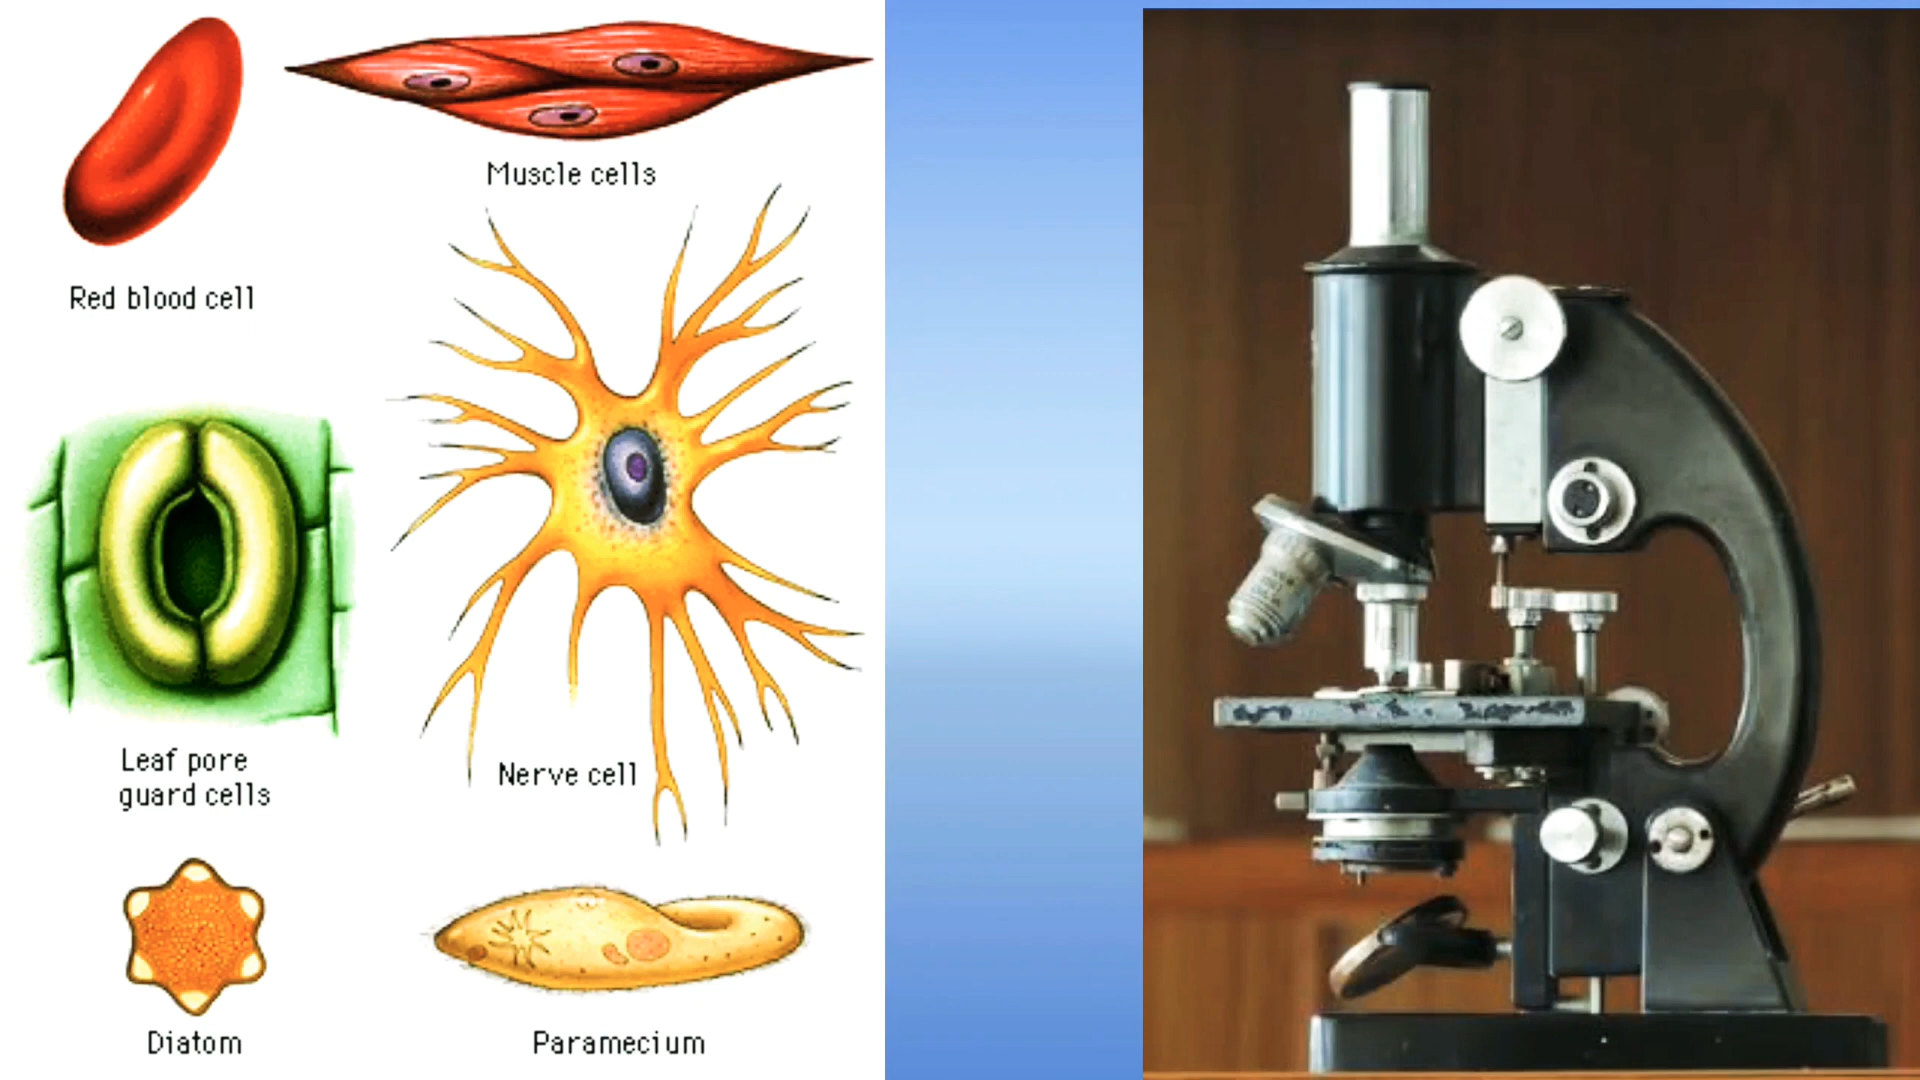 Muscle cells
Red blood cell
Nerve cell
Leaf pore
guard cells
Diatom
Paramecium